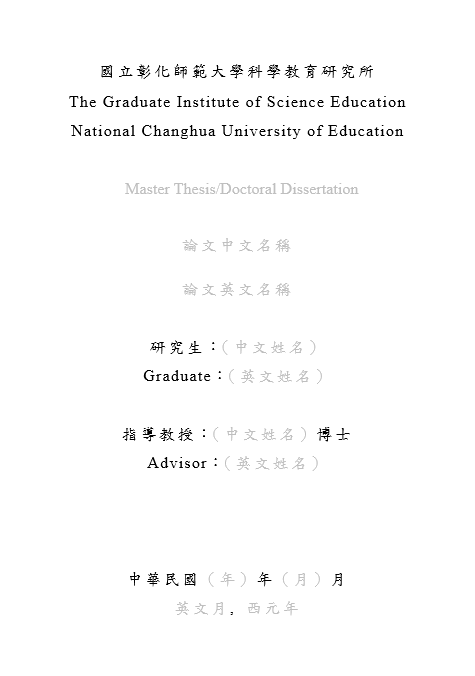 國立彰化師範大學科學教育研究所
The Graduate Institute of Science Education
National Changhua University of Education
Master Thesis/Doctoral Dissertation
論文中文名稱
論文英文名稱
研究生：（中文姓名）
Graduate：（英文姓名）
指導教授：（中文姓名）博士
Advisor：（英文姓名）
中華民國（年）年（月）月
英文月, 西元年